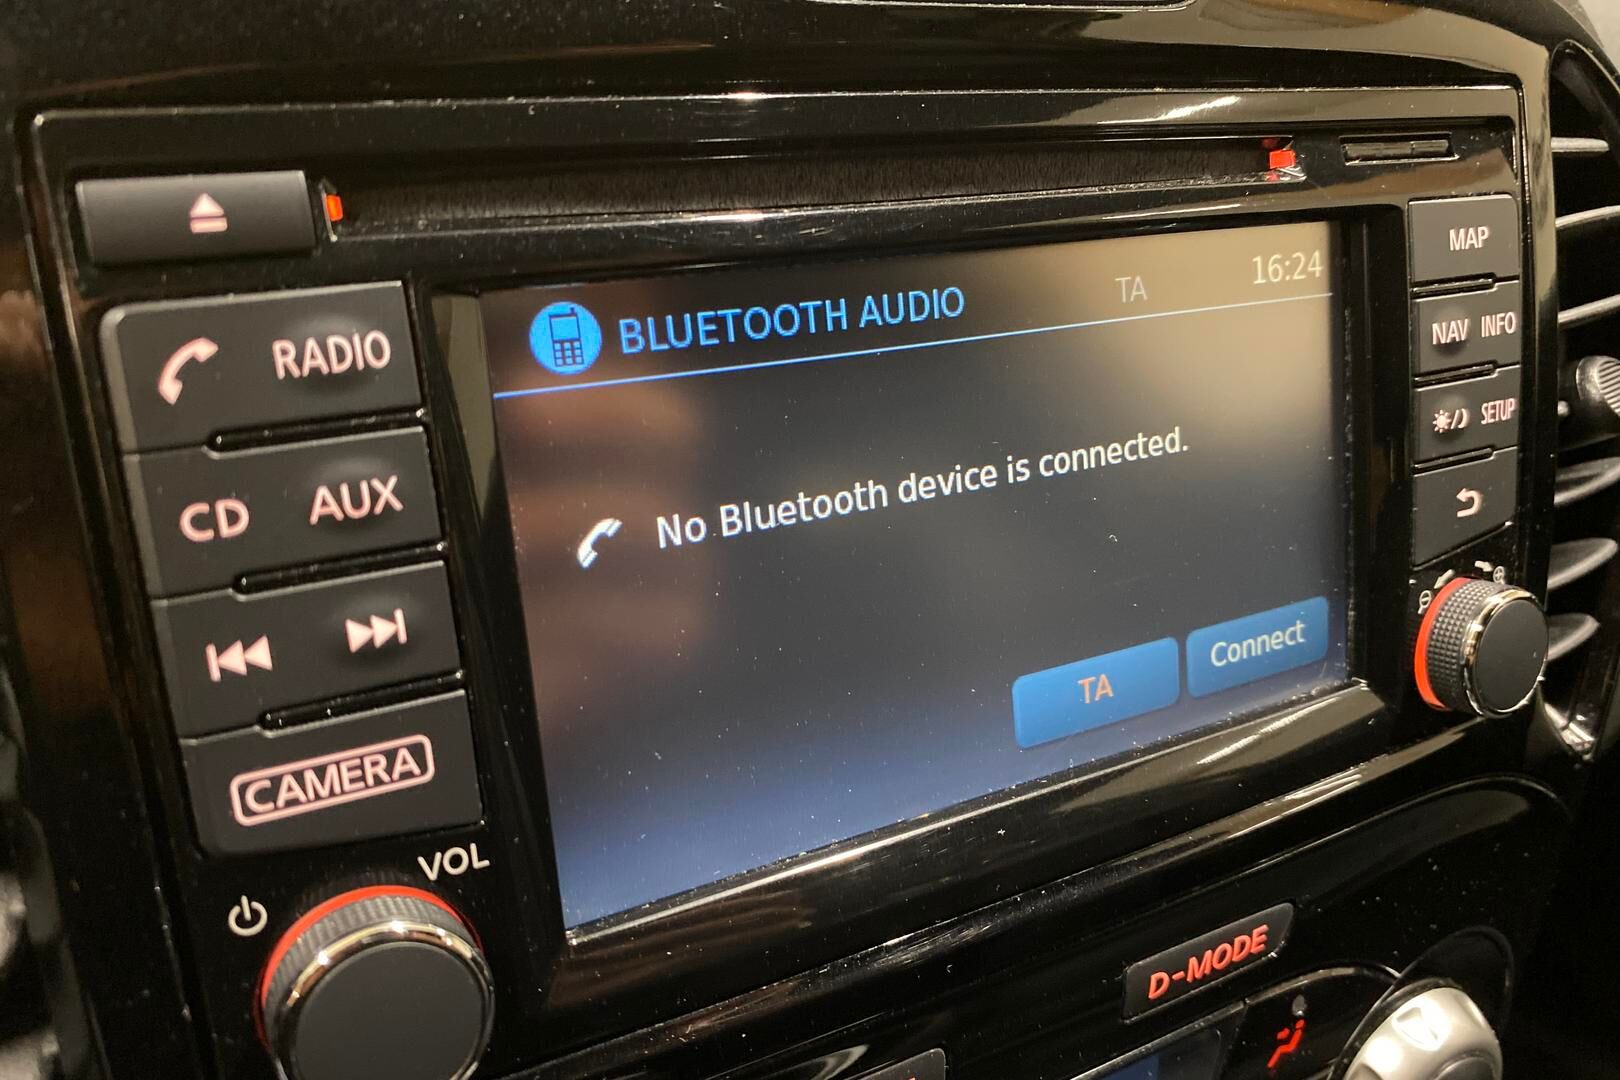 BLUETOOTH AUDIO TA 16:24
No Bluetooth device is connected.
TA Connect
RADIO
CD AUX
CAMERA
VOL
MAP
NAV INFO
SETUP
D-MODE